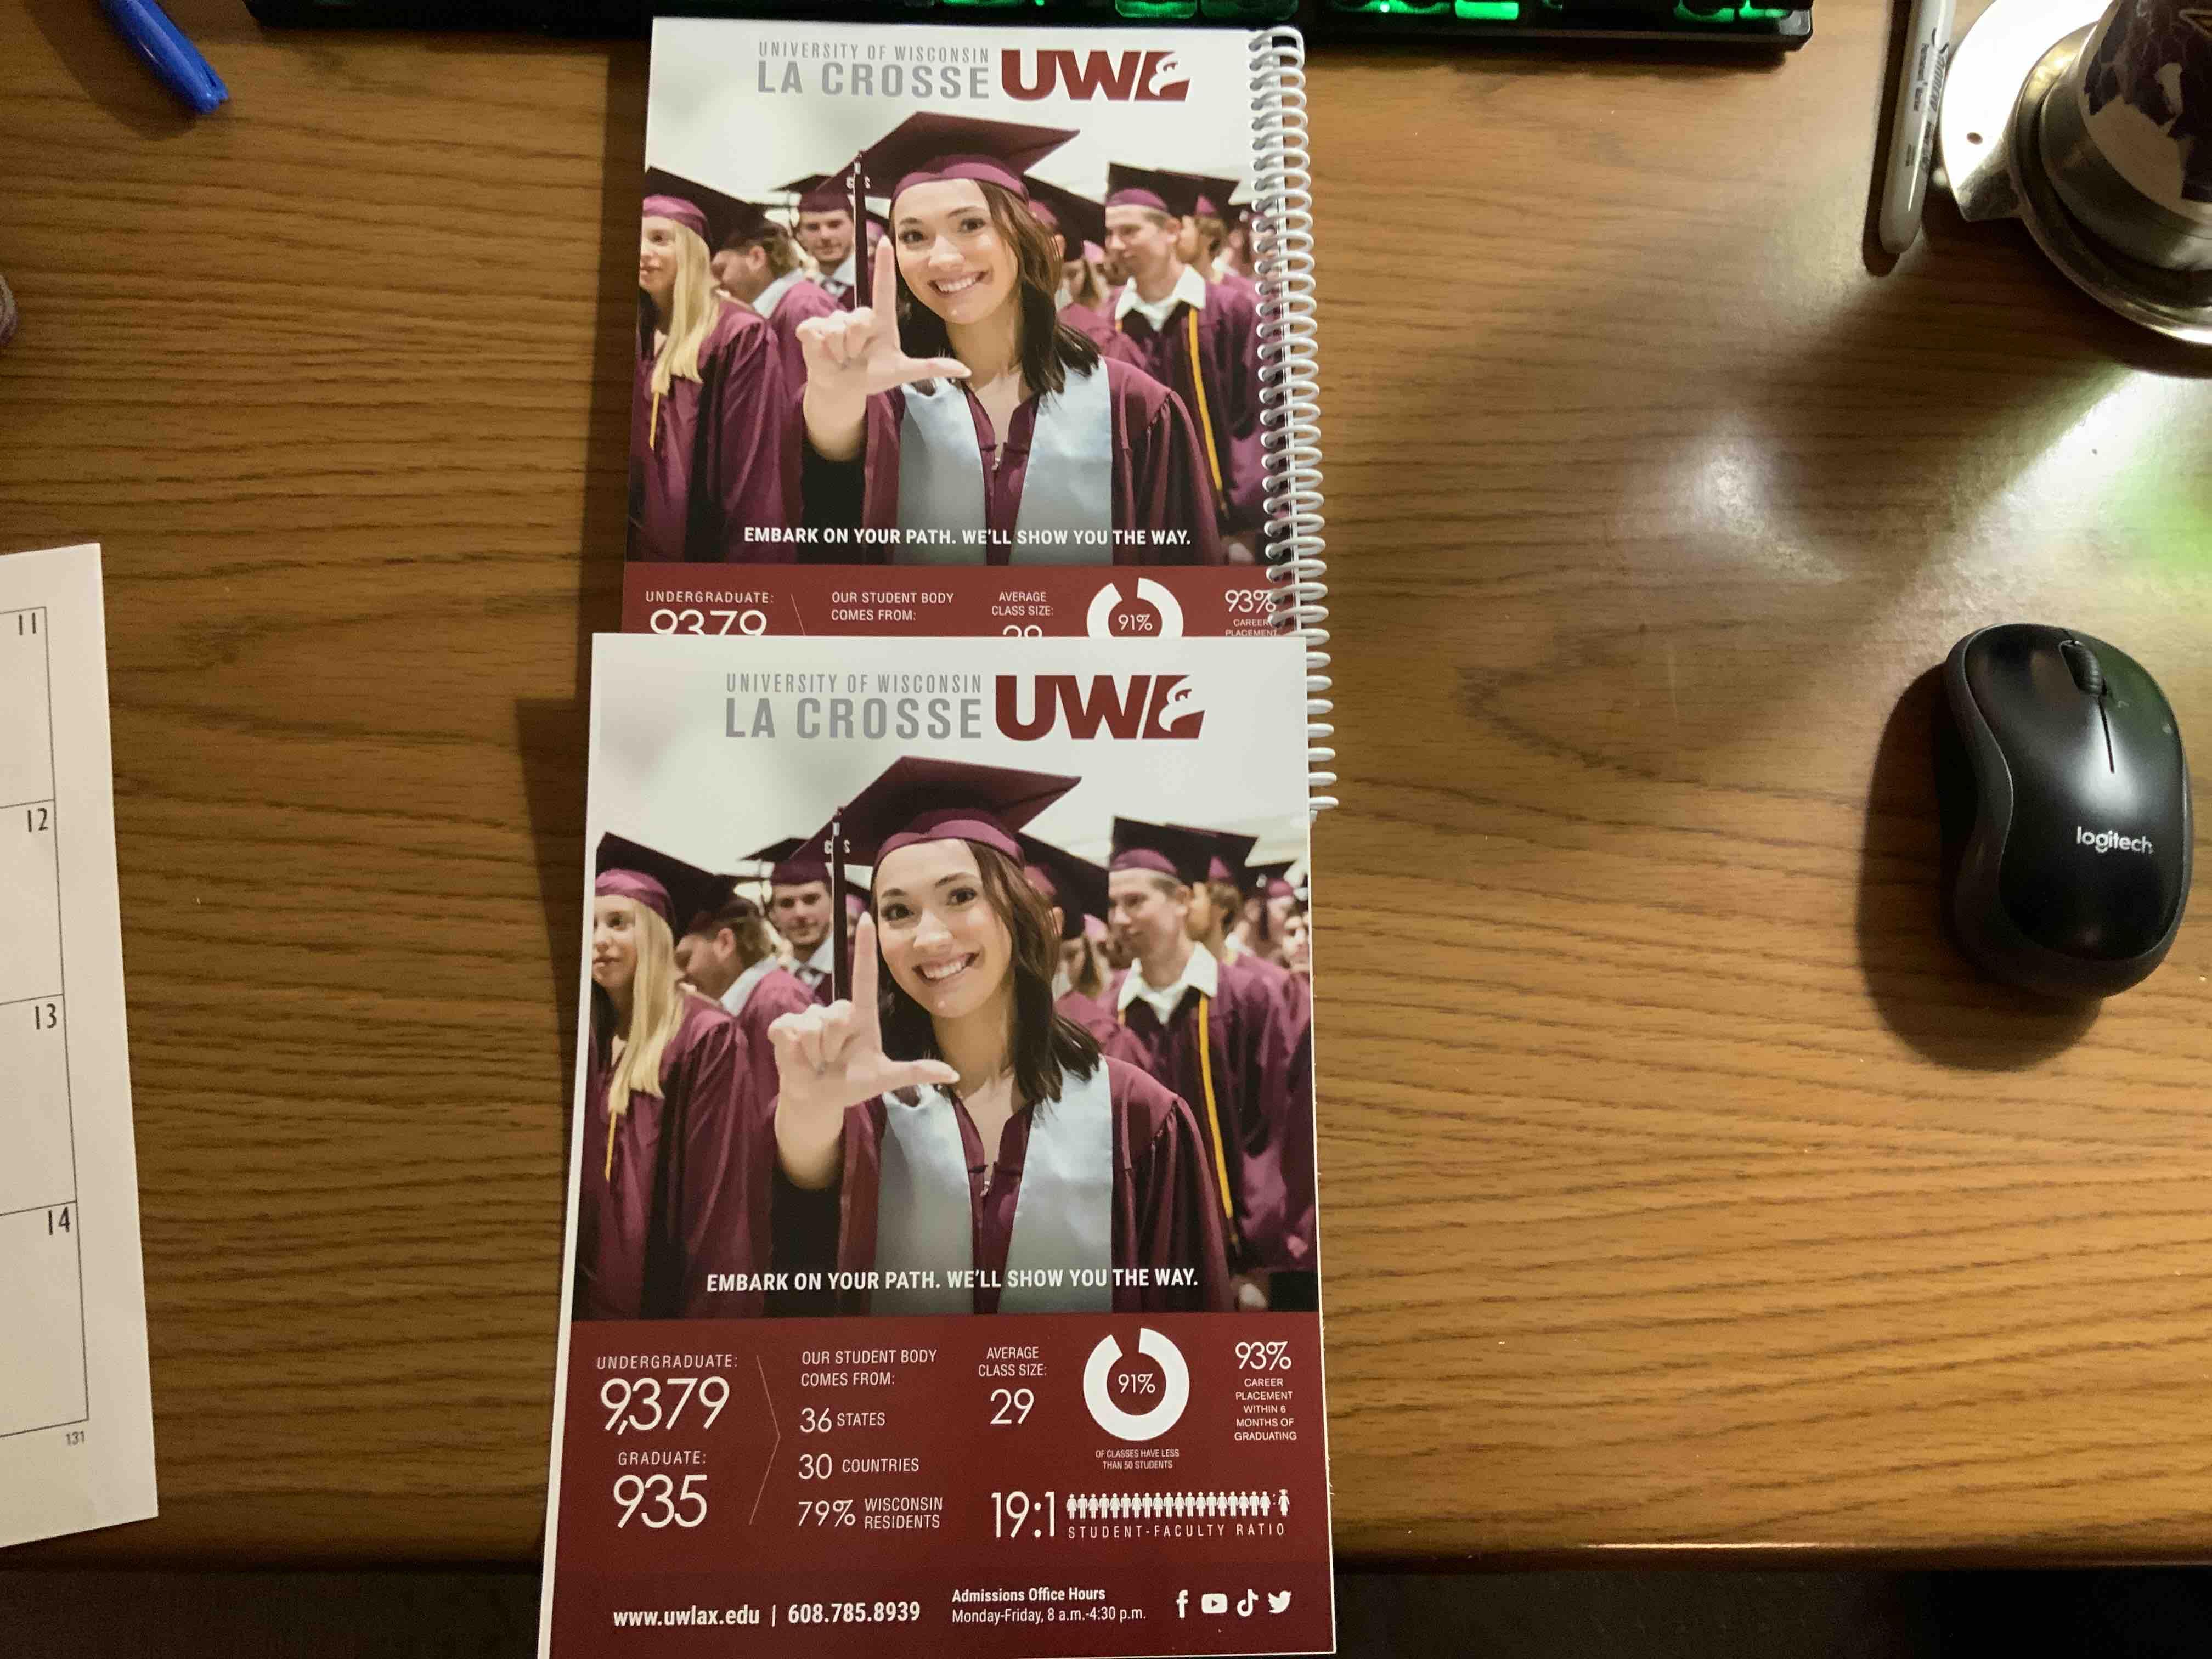 UNIVERSITY OF WISCONSIN
LA CROSSE UWL
EMBARK ON YOUR PATH. WE'LL SHOW YOU THE WAY.
UNDERGRADUATE:
9379
OUR STUDENT BODY
COMES FROM:
AVERAGE
CLASS SIZE:
29
91%
93%
CAREER
PLACEMENT
UNIVERSITY OF WISCONSIN
LA CROSSE UWL
EMBARK ON YOUR PATH. WE'LL SHOW YOU THE WAY.
UNDERGRADUATE:
9,379
GRADUATE:
935
OUR STUDENT BODY
COMES FROM:
36 STATES
30 COUNTRIES
79% WISCONSIN
RESIDENTS
AVERAGE
CLASS SIZE:
29
91%
OF CLASSES HAVE LESS
THAN 50 STUDENTS
93%
CAREER
PLACEMENT
WITHIN 6
MONTHS OF
GRADUATING
19:1
STUDENT-FACULTY RATIO
www.uwlax.edu | 608.785.8939
Admissions Office Hours
Monday-Friday, 8 a.m.-4:30 p.m.
11
12
13
14
131
logitech